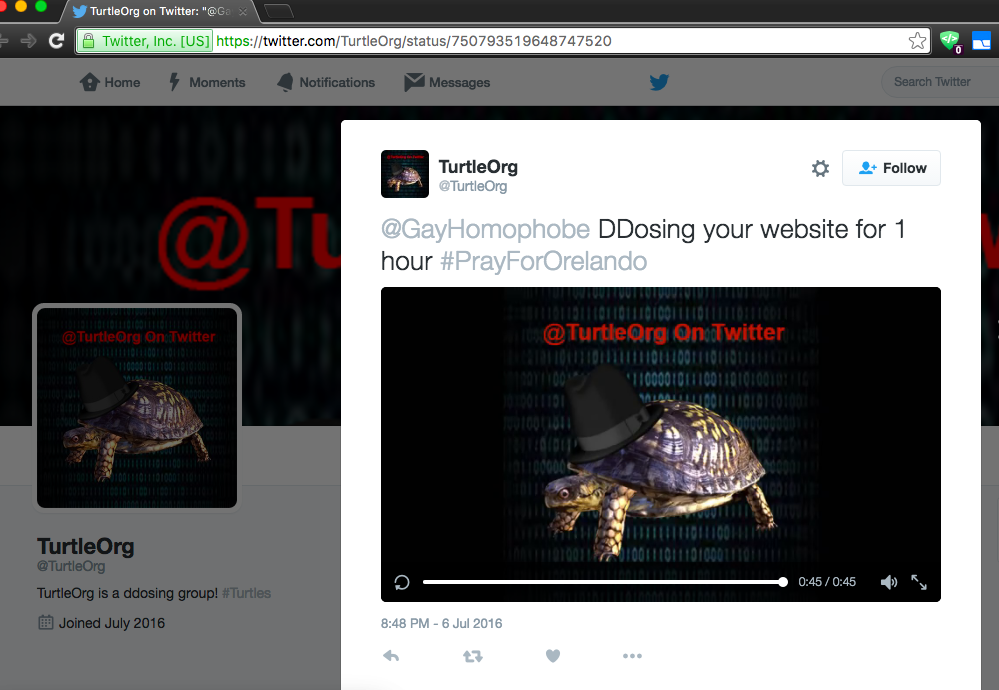 TurtleOrg on Twitter: "@Ga
Twitter, Inc. [US] https://twitter.com/TurtleOrg/status/750793519648747520
0
Home Moments Notifications Messages Search Twitter
@Tu
TurtleOrg
@TurtleOrg
Follow
@GayHomophobe DDosing your website for 1
hour #PrayForOrelando
@TurtleOrg On Twitter
@TurtleOrg On Twitter
0:45 / 0:45
TurtleOrg
@TurtleOrg
TurtleOrg is a ddosing group! #Turtles
Joined July 2016
8:48 PM - 6 Jul 2016